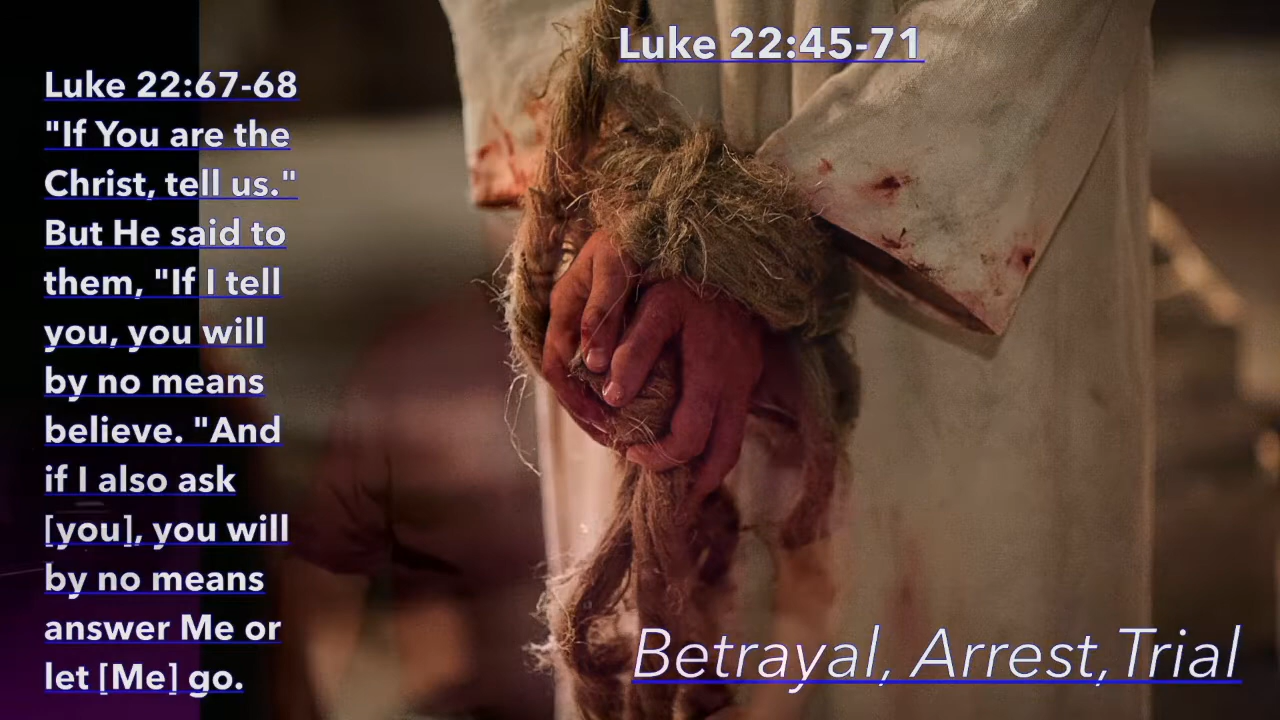 Luke 22:45-71
Luke 22:67-68
"If You are the
Christ, tell us."
But He said to
them, "If I tell
you, you will
by no means
believe. "And
if I also ask
[you], you will
by no means
answer Me or
let [Me] go.
Betrayal, Arrest,Trial